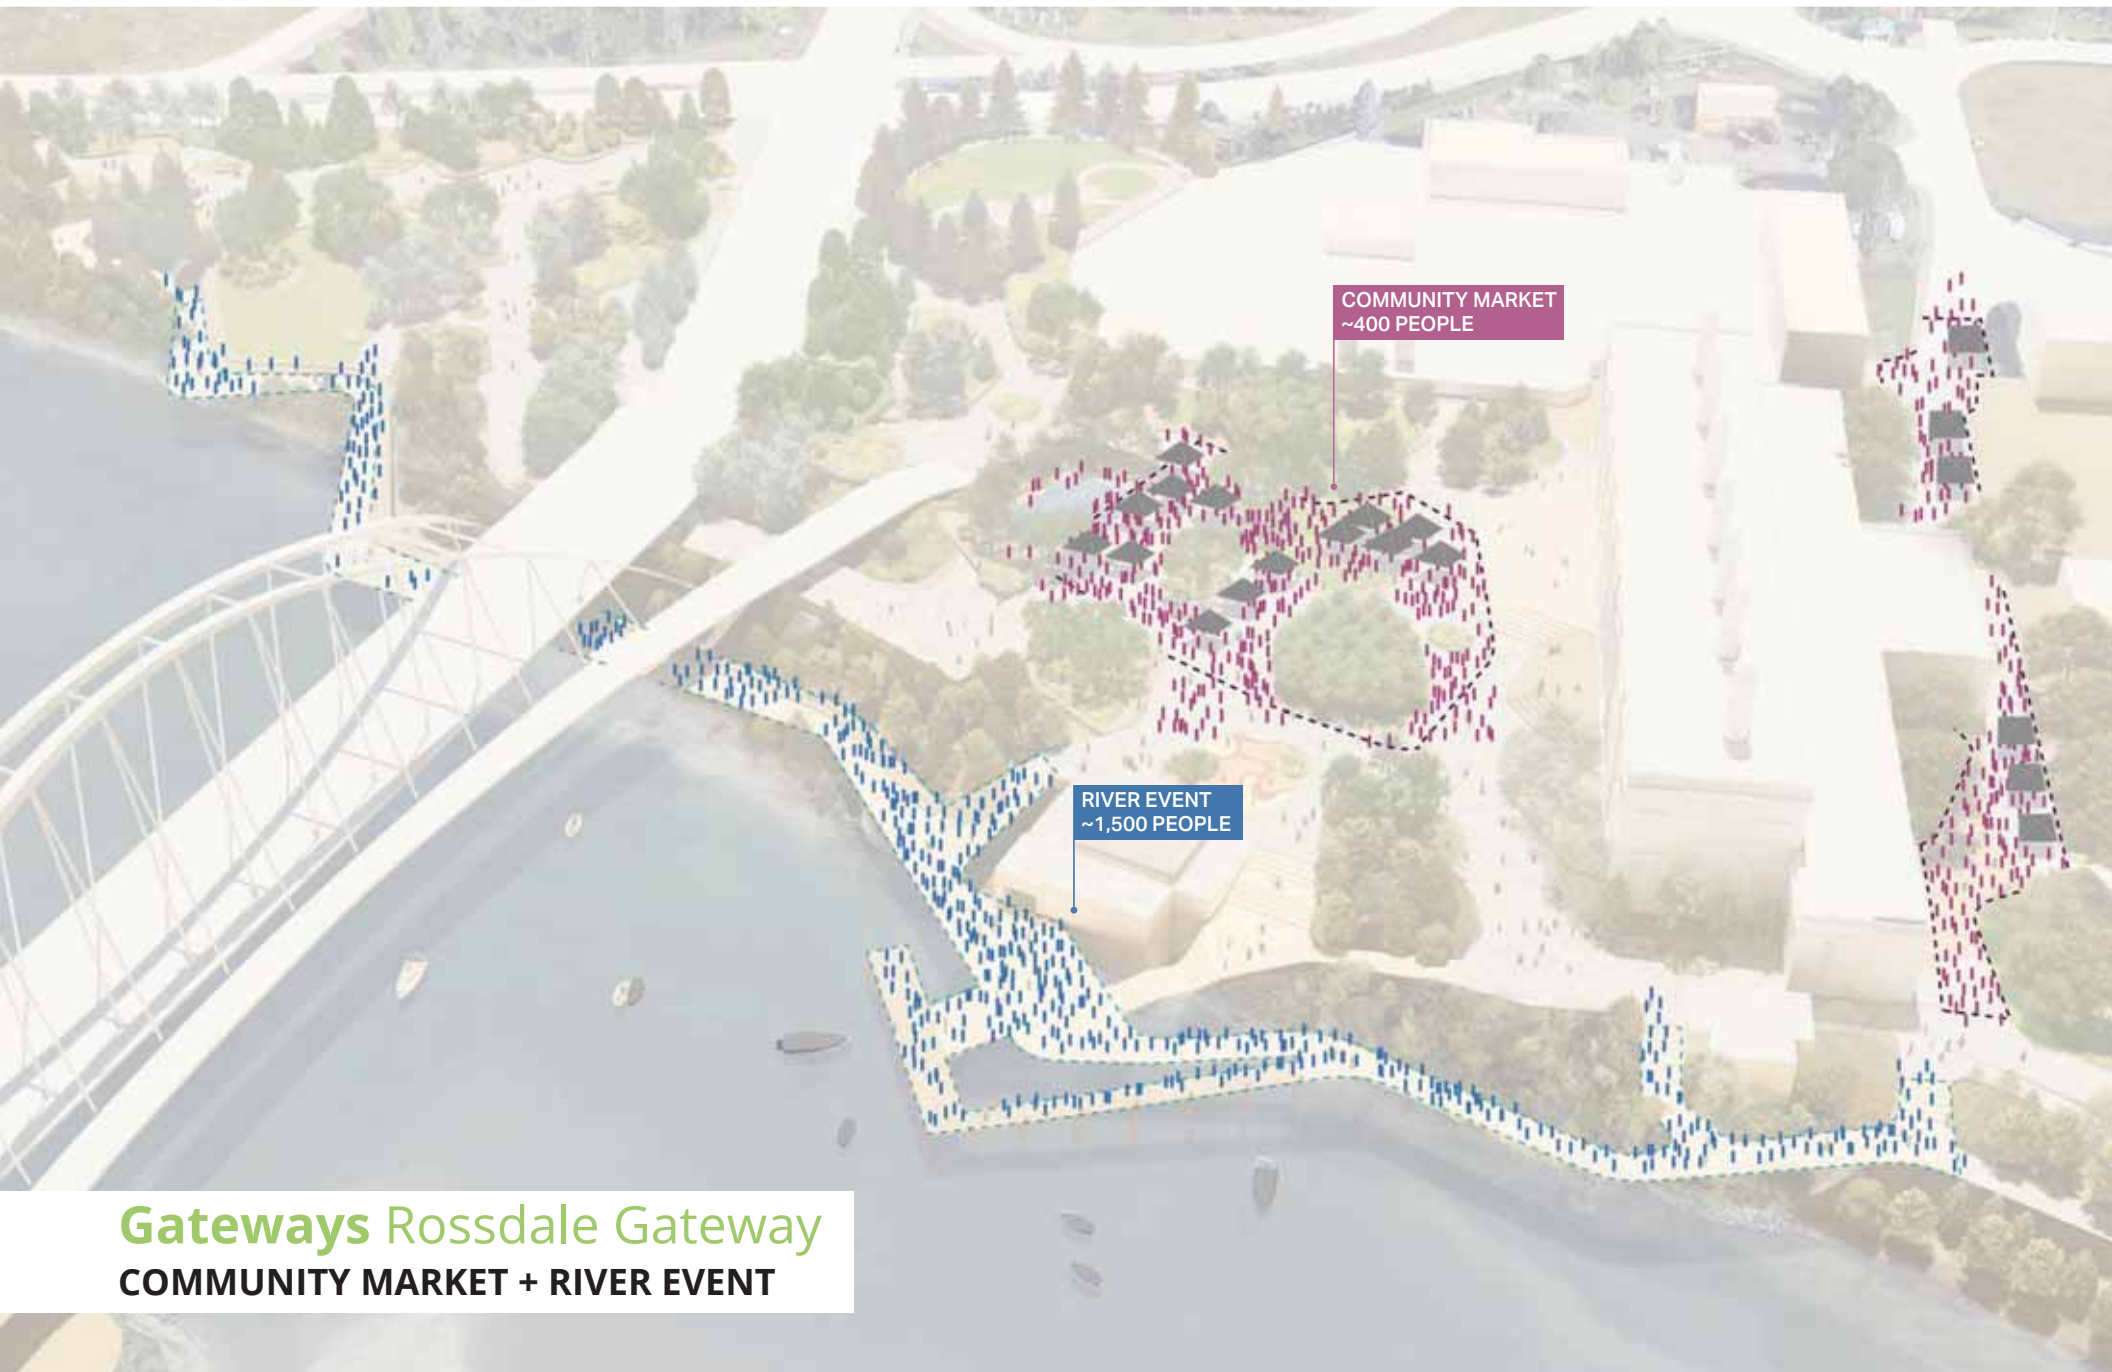 COMMUNITY MARKET
~400 PEOPLE
RIVER EVENT
~1,500 PEOPLE
Gateways Rossdale Gateway
COMMUNITY MARKET + RIVER EVENT